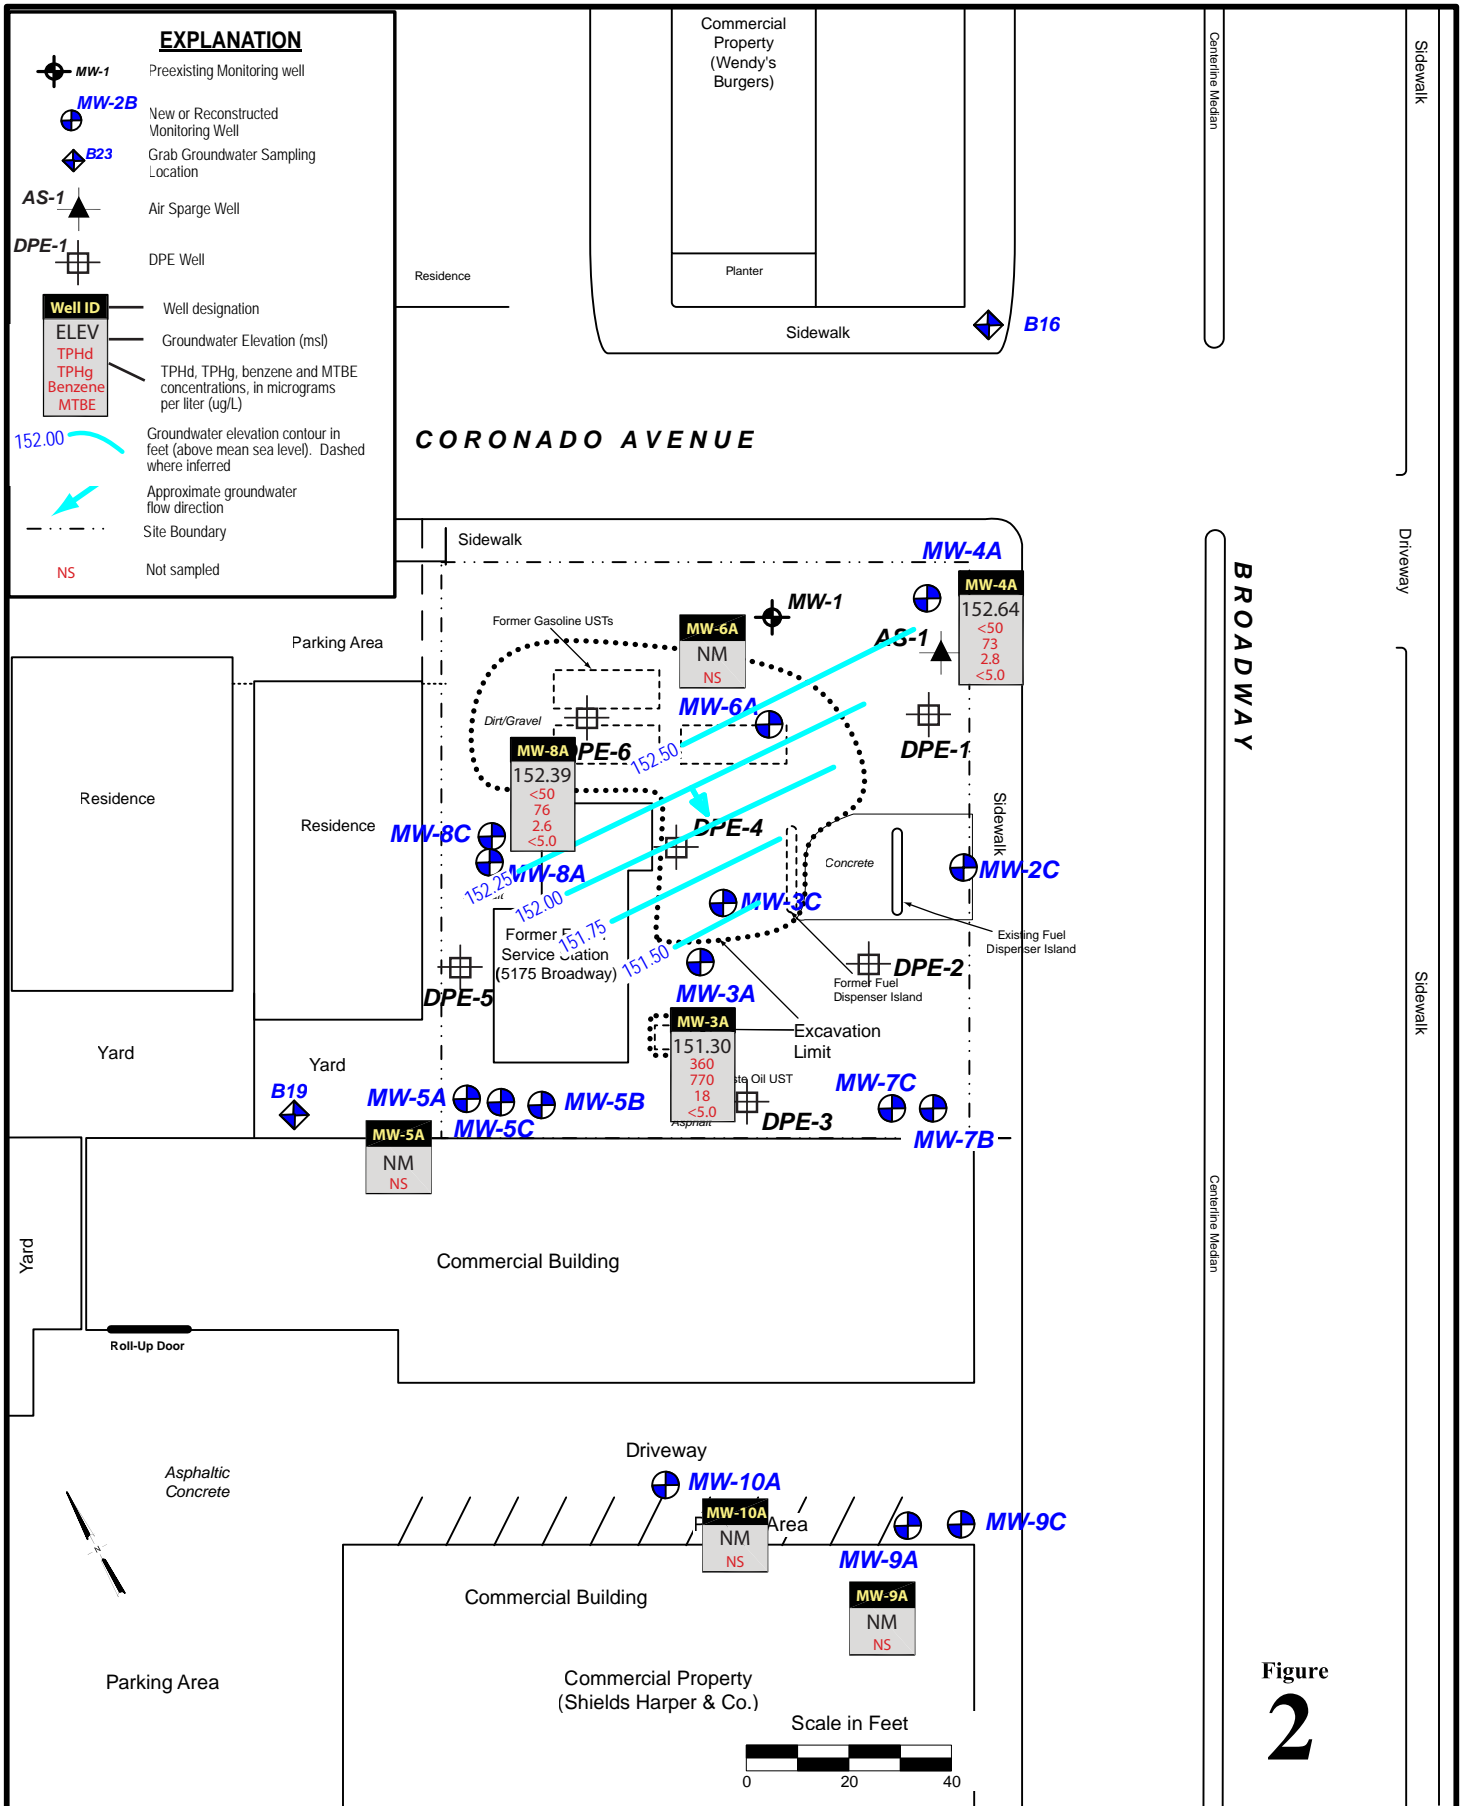 EXPLANATION
MW-1
Preexisting Monitoring well
MW-2B
New or Reconstructed
Monitoring Well
B23
Grab Groundwater Sampling
Location
AS-1
Air Sparge Well
DPE-1
DPE Well
Well ID
ELEV
TPHd
TPHg
Benzene
MTBE
Well designation
Groundwater Elevation (msl)
TPHd, TPHg, benzene and MTBE
concentrations, in micrograms
per liter (ug/L)
152.00
Groundwater elevation contour in
feet (above mean sea level). Dashed
where inferred
Approximate groundwater
flow direction
Site Boundary
NS
Not sampled
Commercial
Property
(Wendy's
Burgers)
Planter
Residence
Sidewalk
B16
Centerline Median
Sidewalk
CORONADO AVENUE
Driveway
BROADWAY
Sidewalk
MW-4A
MW-4A
152.64
<50
73
2.8
<5.0
MW-1
AS-1
Former Gasoline USTs
MW-6A
NM
NS
MW-6A
Parking Area
Dirt/Gravel
DPE-1
PE-6
152.50
MW-8A
152.39
<50
76
2.6
<5.0
Residence
Residence
MW-8C
MW-8A
DPE-4
Sidewalk
Concrete
MW-2C
152.25
152.00
151.75
151.50
MW-3C
Former
Service Station
(5175 Broadway)
Existing Fuel
Dispenser Island
DPE-2
Former Fuel
Dispenser Island
DPE-5
MW-3A
MW-3A
151.30
360
770
18
<5.0
Excavation
Limit
Sidewalk
Yard
Yard
ste Oil UST
B19
MW-5A
MW-5C
MW-5B
MW-7C
MW-7B
DPE-3
Asphalt
MW-5A
NM
NS
Yard
Commercial Building
Centerline Median
Roll-Up Door
Driveway
Asphaltic
Concrete
MW-10A
MW-10A
NM
NS
Area
MW-9C
MW-9A
MW-9A
NM
NS
N
Commercial Building
Parking Area
Commercial Property
(Shields Harper & Co.)
Scale in Feet
0 20 40
Figure
2